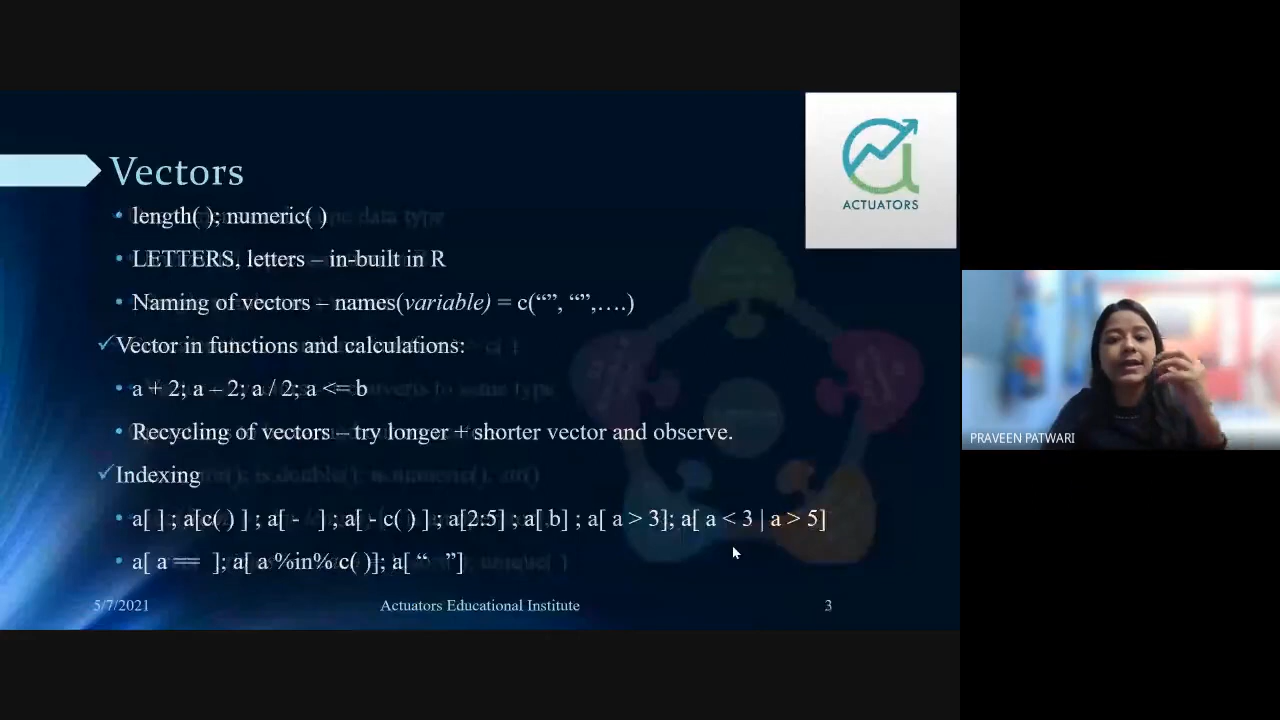 ACTUATORS
Vectors
• length( ); numeric( )
• LETTERS, letters – in-built in R
• Naming of vectors – names(variable) = c(“”, “”,….)
✓Vector in functions and calculations:
• a + 2; a – 2; a / 2; a <= b
• Recycling of vectors – try longer + shorter vector and observe.
✓Indexing
• a[ ] ; a[c( ) ] ; a[ - ] ; a[ - c( ) ] ; a[2:5] ; a[ b] ; a[ a > 3]; a[ a < 3 | a > 5]
• a[ a == ]; a[ a %in% c( )]; a[ “ ”]
5/7/2021
Actuators Educational Institute
3
PRAVEEN PATWARI